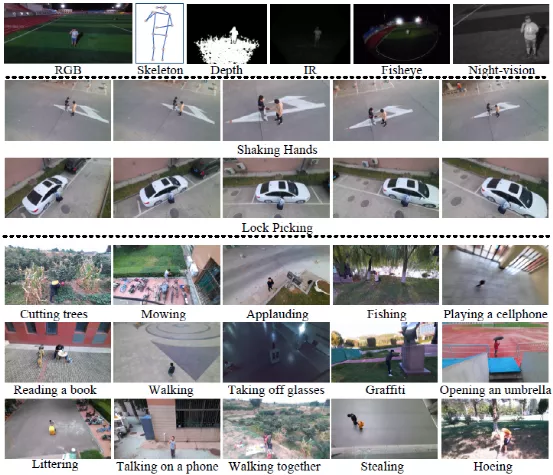 RGB Skeleton Depth IR Fisheye Night-vision
Shaking Hands
Lock Picking
Cutting trees Mowing Applauding Fishing Playing a cellphone
Reading a book Walking Taking off glasses Graffiti Opening an umbrella
Littering Talking on a phone Walking together Stealing Hoeing